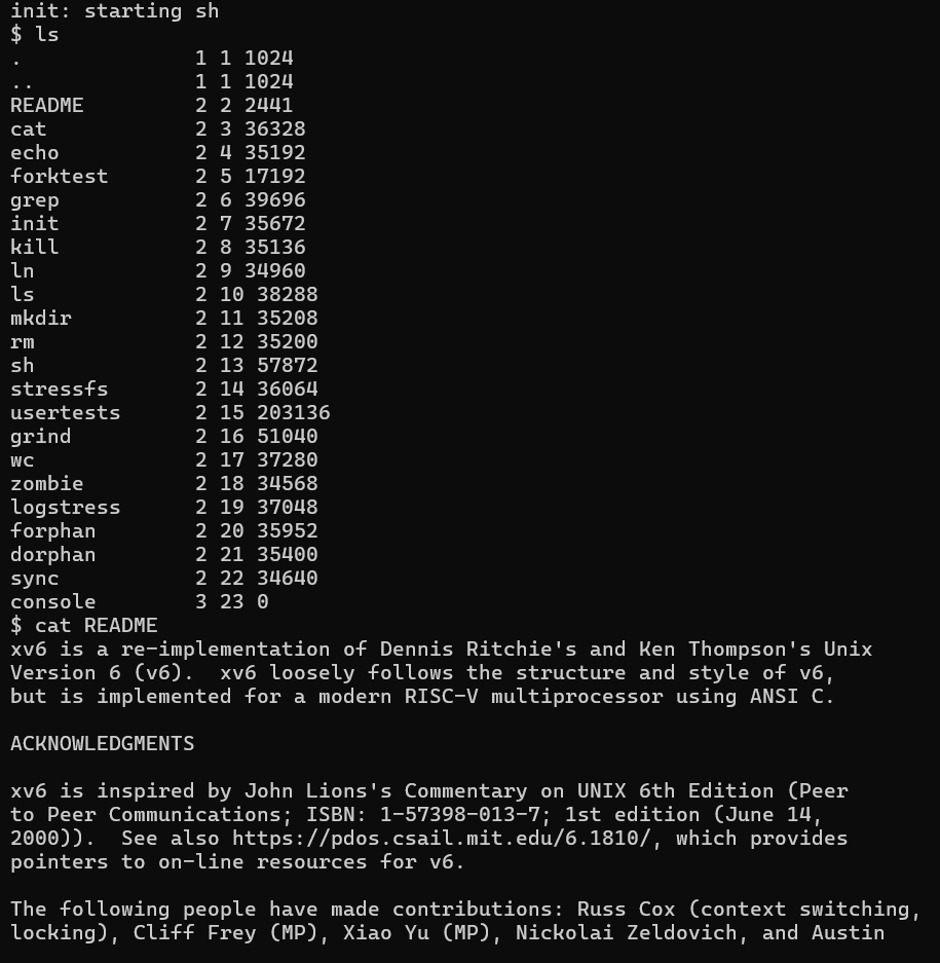 init: starting sh
$ ls
.              1 1 1024
..             1 1 1024
README         2 2 2441
cat            2 3 36328
echo           2 4 35192
forktest       2 5 17192
grep           2 6 39696
init           2 7 35672
kill           2 8 35136
ln             2 9 34960
ls             2 10 38288
mkdir          2 11 35208
rm             2 12 35200
sh             2 13 57872
stressfs       2 14 36064
usertests      2 15 203136
grind          2 16 51040
wc             2 17 37280
zombie         2 18 34568
logstress      2 19 37048
forphan        2 20 35952
dorphan        2 21 35400
sync           2 22 34640
console        3 23 0
$ cat README
xv6 is a re-implementation of Dennis Ritchie's and Ken Thompson's Unix
Version 6 (v6).  xv6 loosely follows the structure and style of v6,
but is implemented for a modern RISC-V multiprocessor using ANSI C.

ACKNOWLEDGMENTS

xv6 is inspired by John Lions's Commentary on UNIX 6th Edition (Peer
to Peer Communications; ISBN: 1-57398-013-7; 1st edition (June 14,
2000)).  See also https://pdos.csail.mit.edu/6.1810/, which provides
pointers to on-line resources for v6.

The following people have made contributions: Russ Cox (context switching,
locking), Cliff Frey (MP), Xiao Yu (MP), Nickolai Zeldovich, and Austin